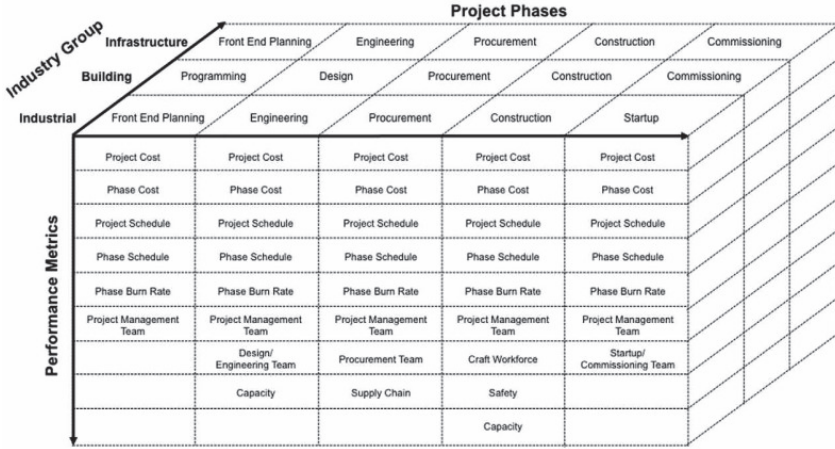 Project Phases
Industry Group
Infrastructure Front End Planning Engineering Procurement Construction Commissioning
Building Programming Design Procurement Construction Commissioning
Industrial Front End Planning Engineering Procurement Construction Startup
Performance Metrics
Project Cost Project Cost Project Cost Project Cost Project Cost
Phase Cost Phase Cost Phase Cost Phase Cost Phase Cost
Project Schedule Project Schedule Project Schedule Project Schedule Project Schedule
Phase Schedule Phase Schedule Phase Schedule Phase Schedule Phase Schedule
Phase Burn Rate Phase Burn Rate Phase Burn Rate Phase Burn Rate Phase Burn Rate
Project Management Project Management Project Management Project Management Project Management
Team Team Team Team Team
Design/ Startup/
Engineering Team Procurement Team Craft Workforce Commissioning Team
Capacity Supply Chain Safety
Capacity